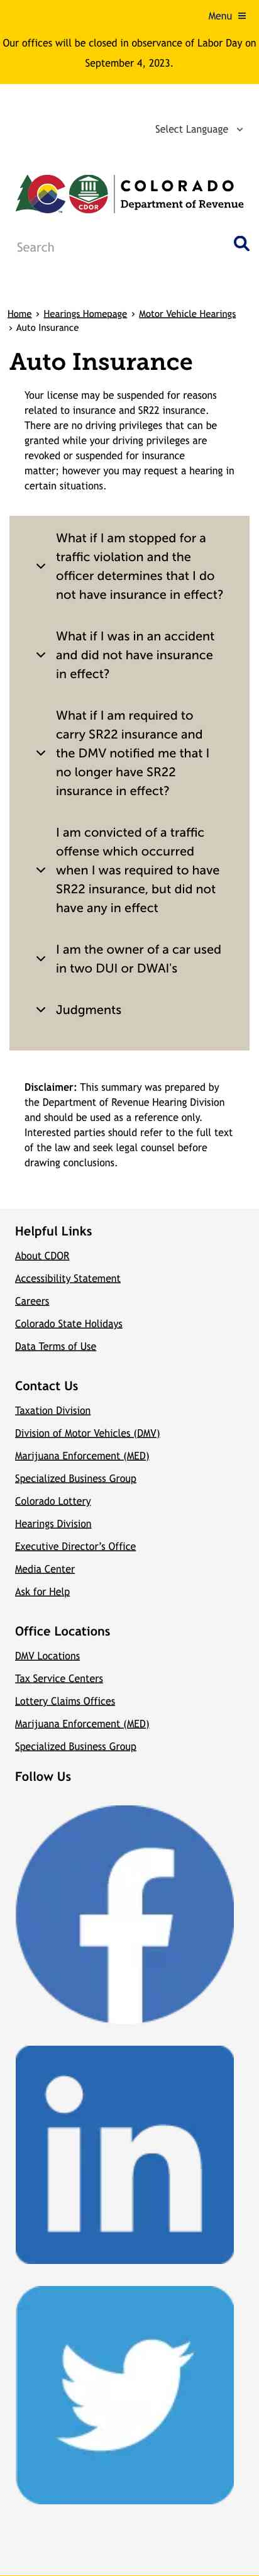 Menu
Our offices will be closed in observance of Labor Day on
September 4, 2023.
Select Language
COLORADO
Department of Revenue
CDOR
Search
Home › Hearings Homepage › Motor Vehicle Hearings
› Auto Insurance
Auto Insurance
Your license may be suspended for reasons
related to insurance and SR22 insurance.
There are no driving privileges that can be
granted while your driving privileges are
revoked or suspended for insurance
matter; however you may request a hearing in
certain situations.
What if I am stopped for a
traffic violation and the
officer determines that I do
not have insurance in effect?
What if I was in an accident
and did not have insurance
in effect?
What if I am required to
carry SR22 insurance and
the DMV notified me that I
no longer have SR22
insurance in effect?
I am convicted of a traffic
offense which occurred
when I was required to have
SR22 insurance, but did not
have any in effect
I am the owner of a car used
in two DUI or DWAI's
Judgments
Disclaimer: This summary was prepared by
the Department of Revenue Hearing Division
and should be used as a reference only.
Interested parties should refer to the full text
of the law and seek legal counsel before
drawing conclusions.
Helpful Links
About CDOR
Accessibility Statement
Careers
Colorado State Holidays
Data Terms of Use
Contact Us
Taxation Division
Division of Motor Vehicles (DMV)
Marijuana Enforcement (MED)
Specialized Business Group
Colorado Lottery
Hearings Division
Executive Director's Office
Media Center
Ask for Help
Office Locations
DMV Locations
Tax Service Centers
Lottery Claims Offices
Marijuana Enforcement (MED)
Specialized Business Group
Follow Us